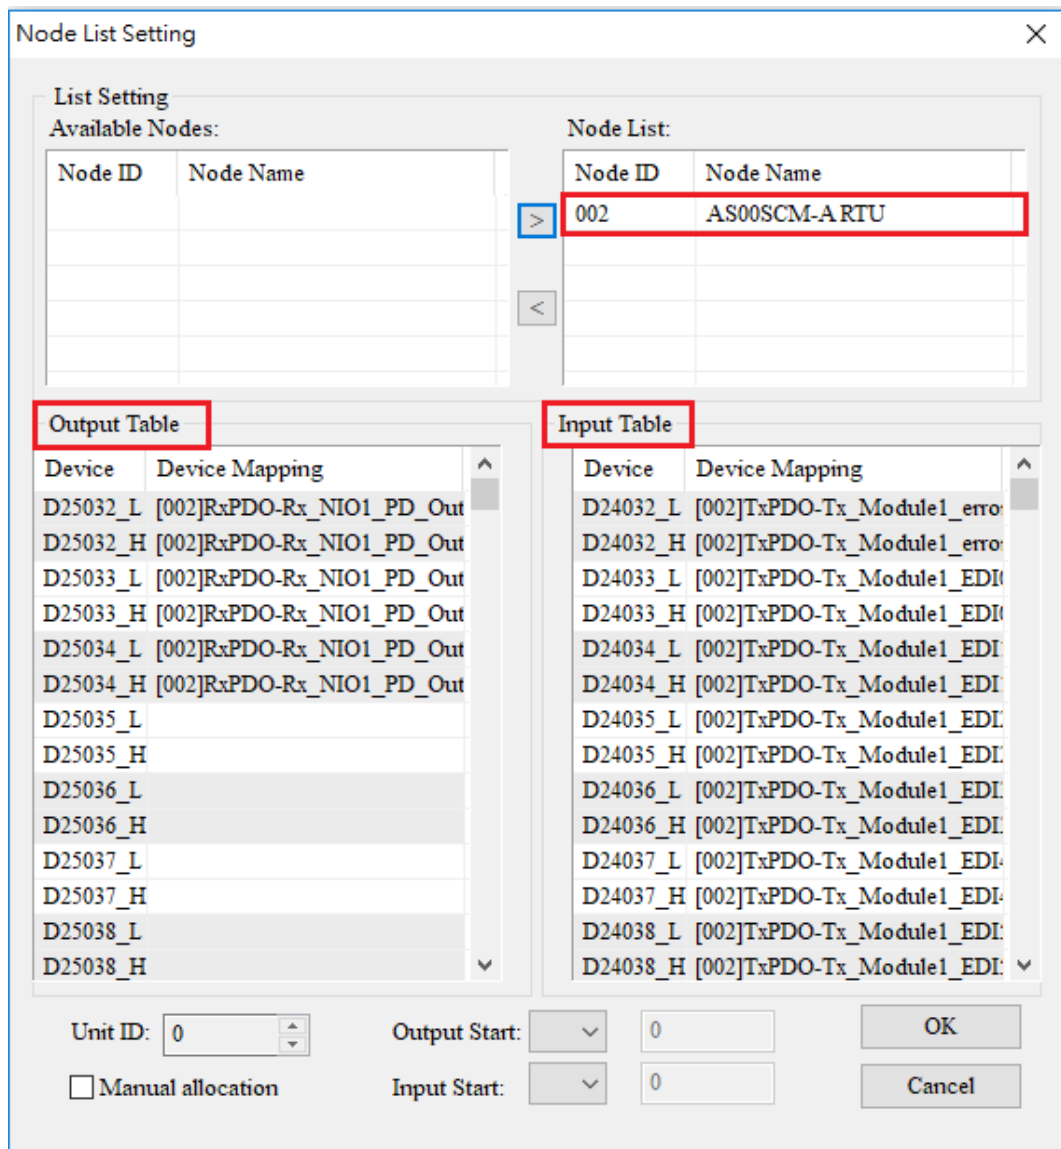 Node List Setting
List Setting
Available Nodes:
Node ID Node Name
>
<
Node List:
Node ID Node Name
002 AS00SCM-A RTU
Output Table
Device Device Mapping
D25032_L [002]RxPDO-Rx_NIO1_PD_Out
D25032_H [002]RxPDO-Rx_NIO1_PD_Out
D25033_L [002]RxPDO-Rx_NIO1_PD_Out
D25033_H [002]RxPDO-Rx_NIO1_PD_Out
D25034_L [002]RxPDO-Rx_NIO1_PD_Out
D25034_H [002]RxPDO-Rx_NIO1_PD_Out
D25035_L
D25035_H
D25036_L
D25036_H
D25037_L
D25037_H
D25038_L
D25038_H
Input Table
Device Device Mapping
D24032_L [002]TxPDO-Tx_Module1_error
D24032_H [002]TxPDO-Tx_Module1_error
D24033_L [002]TxPDO-Tx_Module1_EDI
D24033_H [002]TxPDO-Tx_Module1_EDI
D24034_L [002]TxPDO-Tx_Module1_EDI
D24034_H [002]TxPDO-Tx_Module1_EDI
D24035_L [002]TxPDO-Tx_Module1_EDI
D24035_H [002]TxPDO-Tx_Module1_EDI
D24036_L [002]TxPDO-Tx_Module1_EDI
D24036_H [002]TxPDO-Tx_Module1_EDI
D24037_L [002]TxPDO-Tx_Module1_EDI
D24037_H [002]TxPDO-Tx_Module1_EDI
D24038_L [002]TxPDO-Tx_Module1_EDI
D24038_H [002]TxPDO-Tx_Module1_EDI
Unit ID: 0
Manual allocation
Output Start: 0
Input Start: 0
OK
Cancel